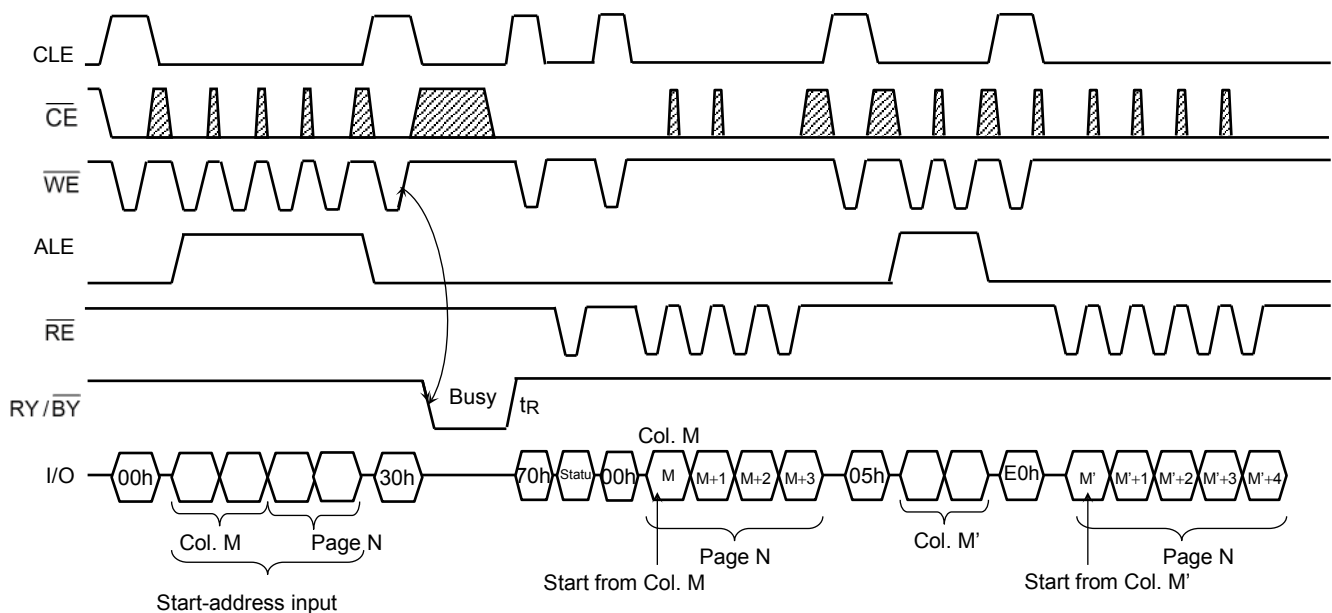 CLE
CE
WE
ALE
RE
RY/BY Busy tR
Col. M
I/O 00h 30h 70h Statu 00h M M+1 M+2 M+3 05h E0h M' M'+1 M'+2 M'+3 M'+4
Col. M Page N Page N Col. M’ Page N
Start from Col. M Start from Col. M’
Start-address input